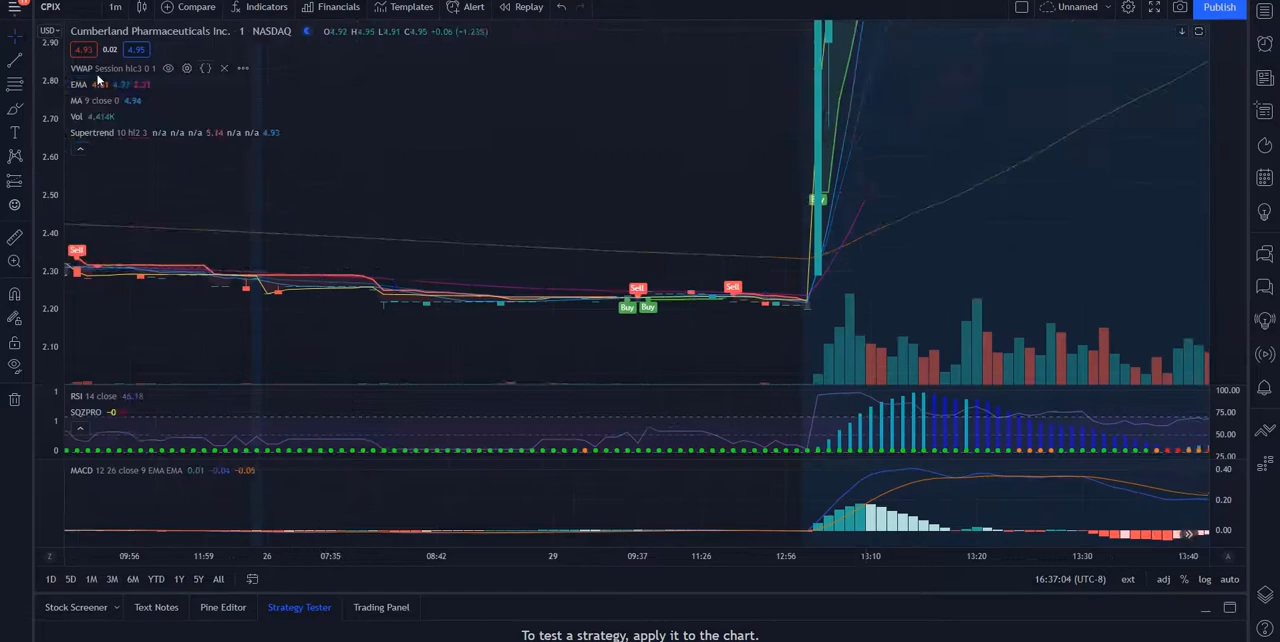 CPIX 1m Compare Indicators Financials Templates Alert Replay Unnamed Publish
USD Cumberland Pharmaceuticals Inc. · 1 · NASDAQ O4.92 H4.95 L4.91 C4.95 -0.06 (-1.23%)
4.93 0.02 4.95
VWAP Session hlc3 0 1
EMA
MA 9 close 0 4.94
Vol 4.414K
Supertrend 10 hl2 3 n/a n/a n/a 5.14 n/a n/a 4.93
2.90
2.80
2.70
2.60
2.50
2.40
2.30
2.20
2.10
Sell
Sell
Sell
Buy Buy
RSI 14 close 46.18
SQZPRO -0
1
1
0
100.00
75.00
50.00
25.00
MACD 12 26 close 9 EMA EMA 0.01 -0.04 -0.05
0.40
0.20
0.00
Z 09:56 11:59 26 07:35 08:42 29 09:37 11:26 12:56 13:10 13:20 13:30 13:40 A
1D 5D 1M 3M 6M YTD 1Y 5Y All 16:37:04 (UTC-8) ext adj % log auto
Stock Screener Text Notes Pine Editor Strategy Tester Trading Panel
To test a strategy, apply it to the chart.